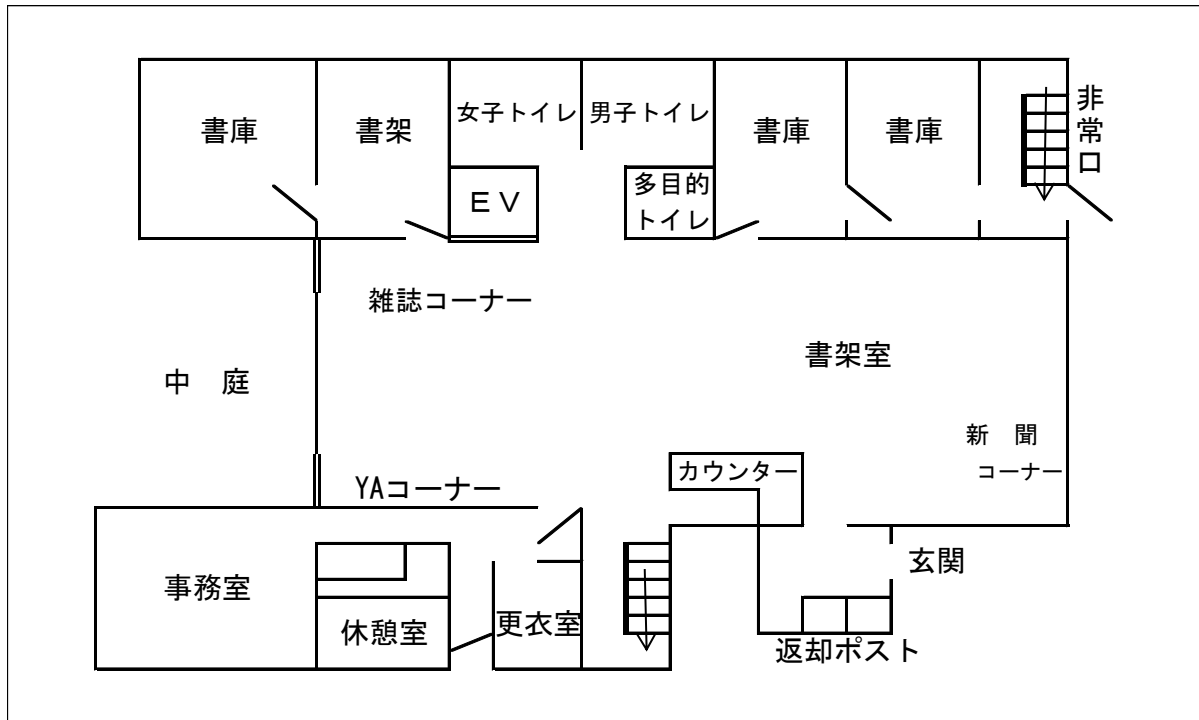 女子トイレ
男子トイレ
書庫
書架
書庫
書庫
非常口
ＥＶ
多目的
トイレ
雑誌コーナー
書架室
中　庭
新　聞
コーナー
カウンター
YAコーナー
玄関
事務室
休憩室
更衣室
返却ポスト